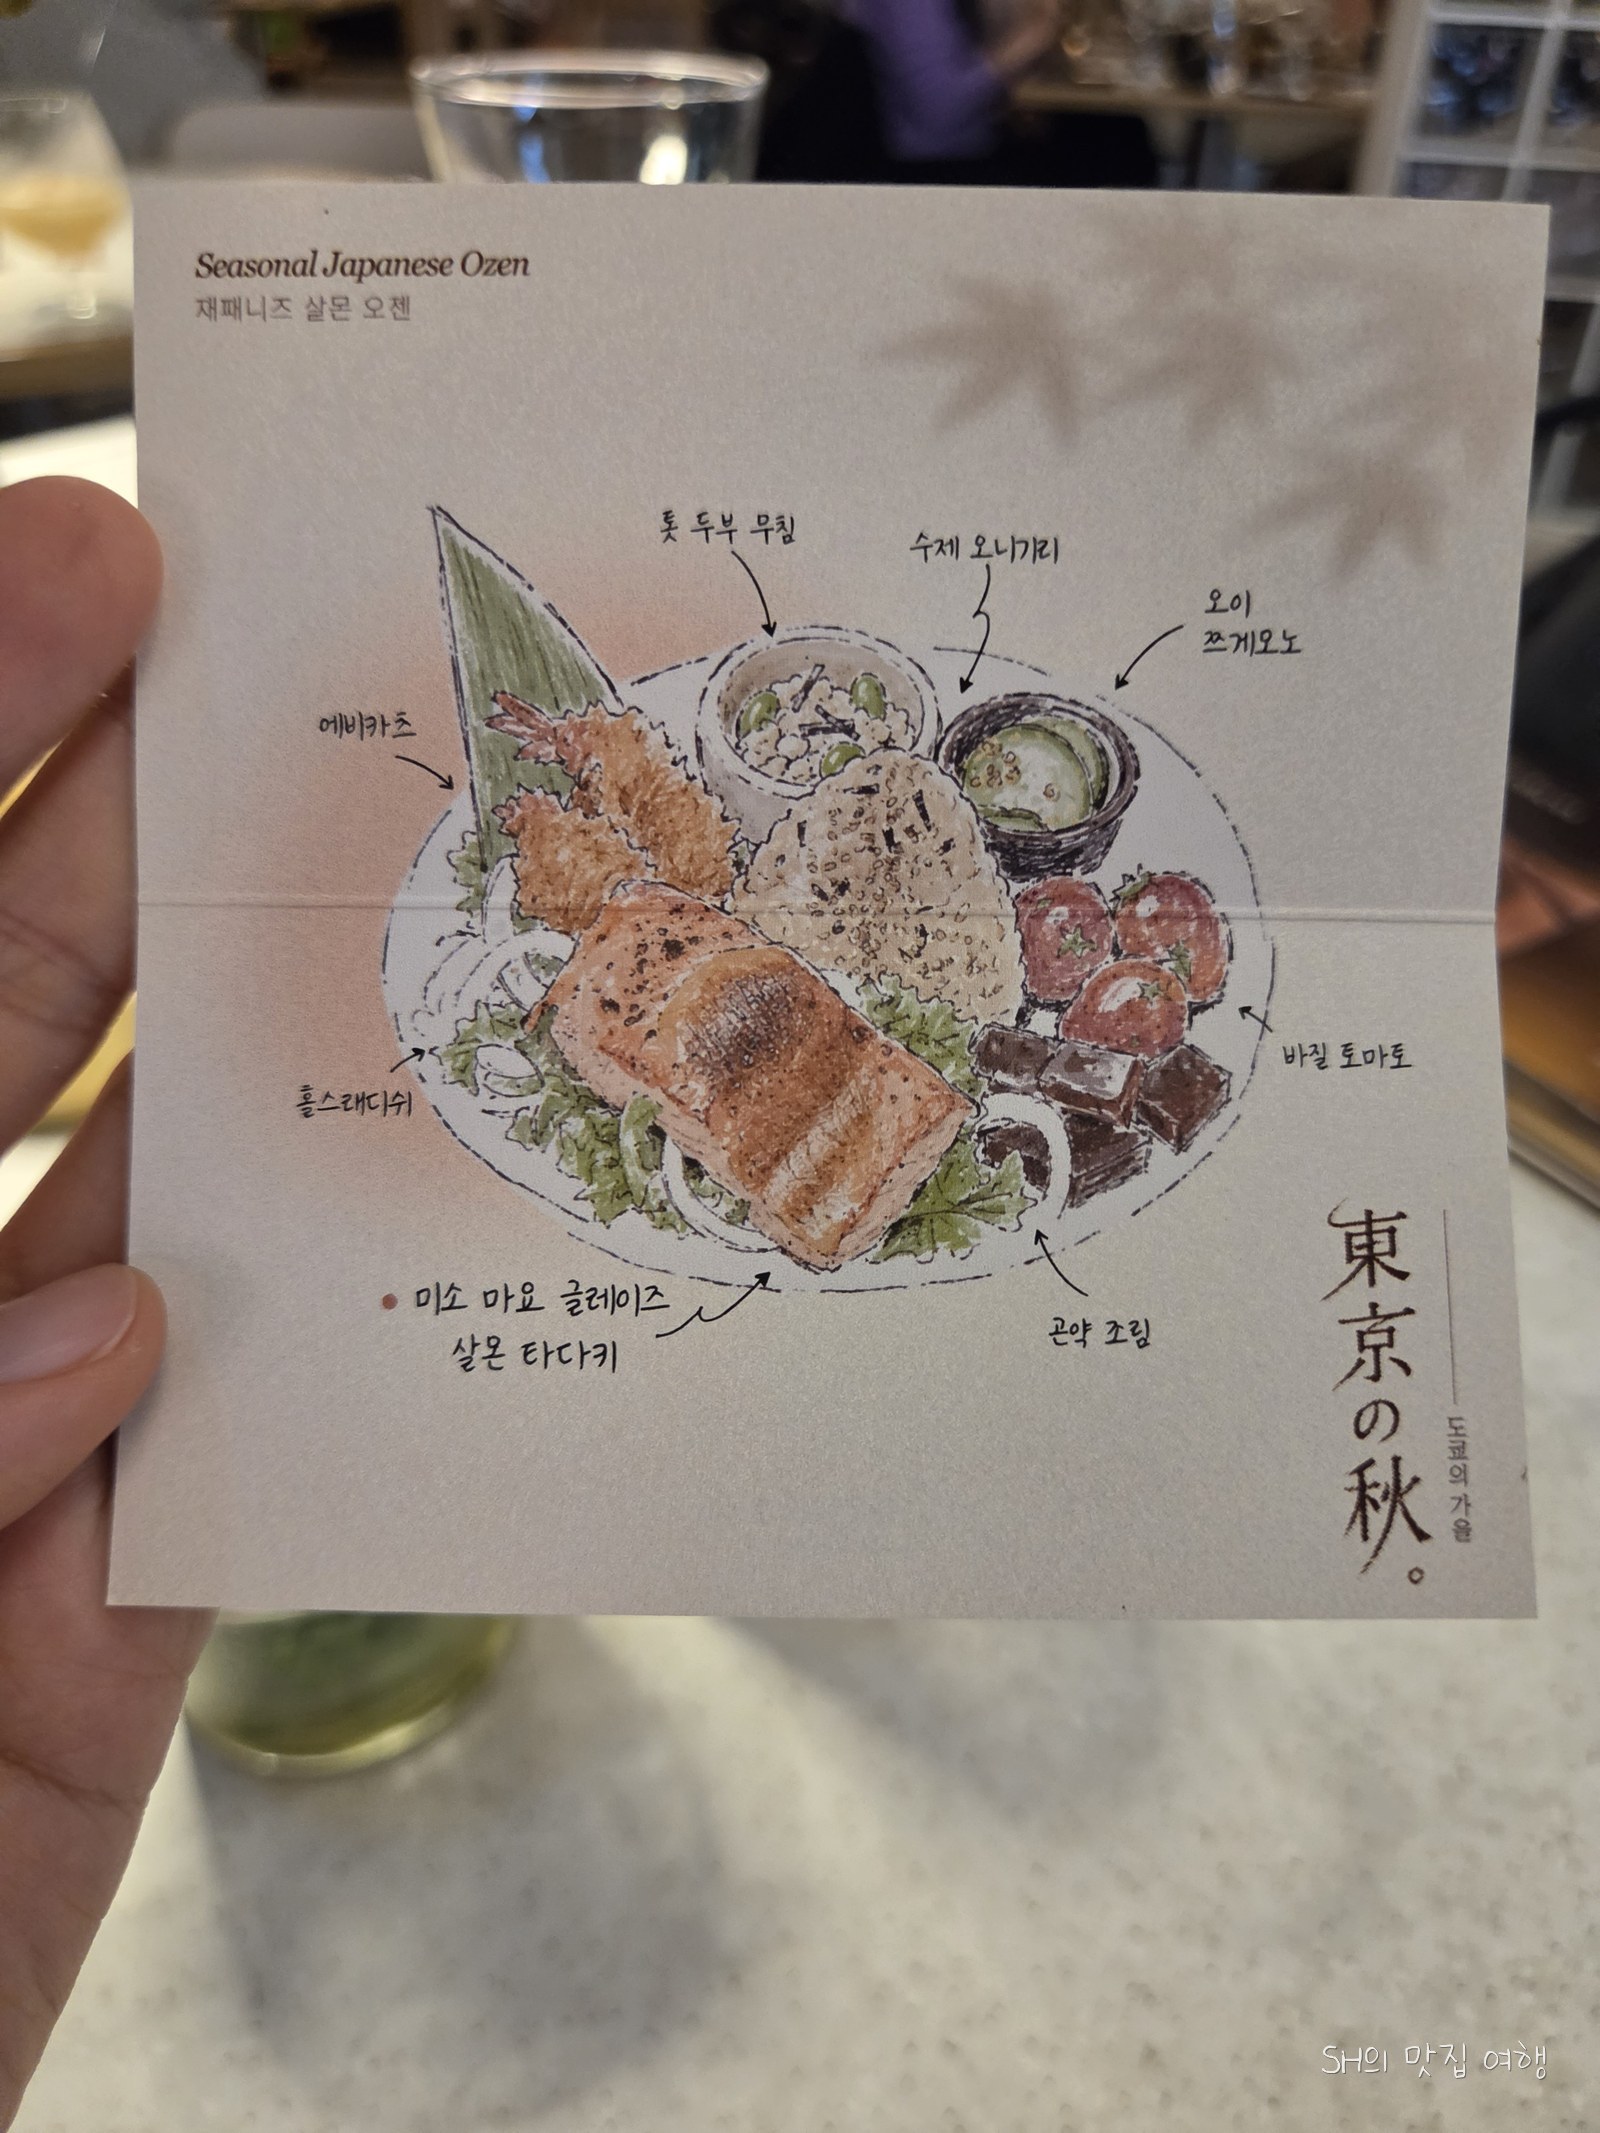 Seasonal Japanese Ozen
재패니즈 살몬 오젠
톳 두부 무침
수제 오니기리
오이
쯔게모노
에비카츠
홀스래디쉬
바질 토마토
미소 마요 글레이즈
살몬 타다키
곤약 조림
東京の秋。
도쿄의 가을
SH의 맛집 여행